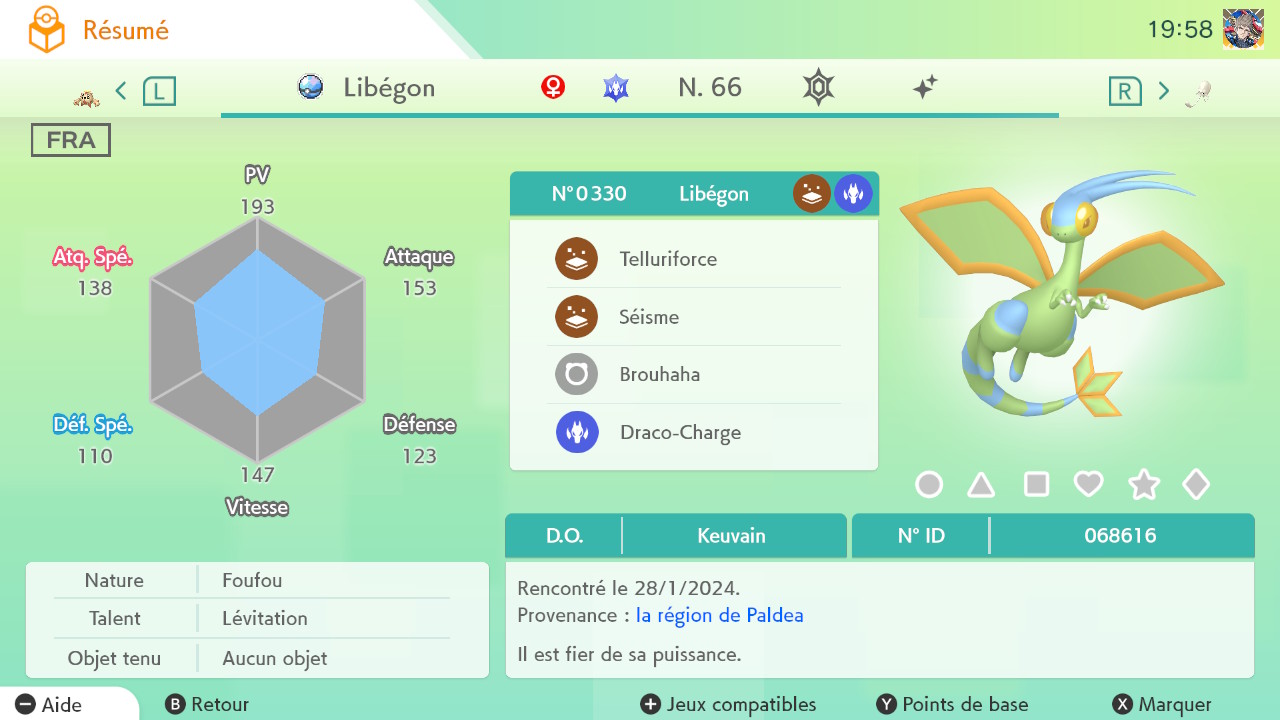 Résumé
19:58
L
Libégon
N. 66
R
FRA
PV
193
Atq. Spé.
138
Attaque
153
Déf. Spé.
110
Défense
123
147
Vitesse
N°0330 Libégon
Telluriforce
Séisme
Brouhaha
Draco-Charge
D.O. Keuvain
N° ID 068616
Nature Foufou
Talent Lévitation
Objet tenu Aucun objet
Rencontré le 28/1/2024.
Provenance : la région de Paldea
Il est fier de sa puissance.
Aide
B Retour
Jeux compatibles
Y Points de base
X Marquer